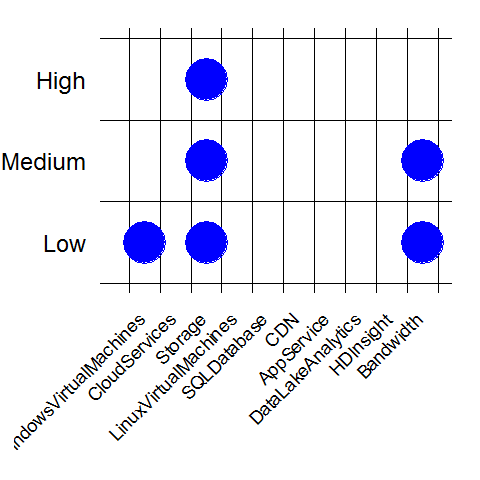 High
Medium
Low
ndowsVirtualMachines
CloudServices
Storage
LinuxVirtualMachines
SQLDatabase
CDN
AppService
DataLakeAnalytics
HDInsight
Bandwidth